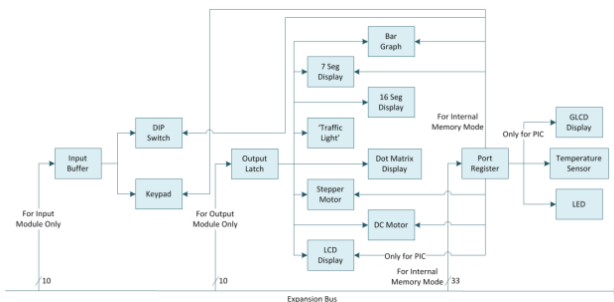 Bar
Graph
7 Seg
Display
16 Seg
Display
For Internal
Memory Mode
GLCD
Display
DIP
Switch
'Traffic
Light'
Only for PIC
Input
Buffer
Output
Latch
Dot Matrix
Display
Port
Register
Temperature
Sensor
Keypad
Stepper
Motor
LED
For Input
Module Only
For Output
Module Only
DC Motor
LCD
Display
Only for PIC
For Internal
Memory Mode
10
10
33
Expansion Bus